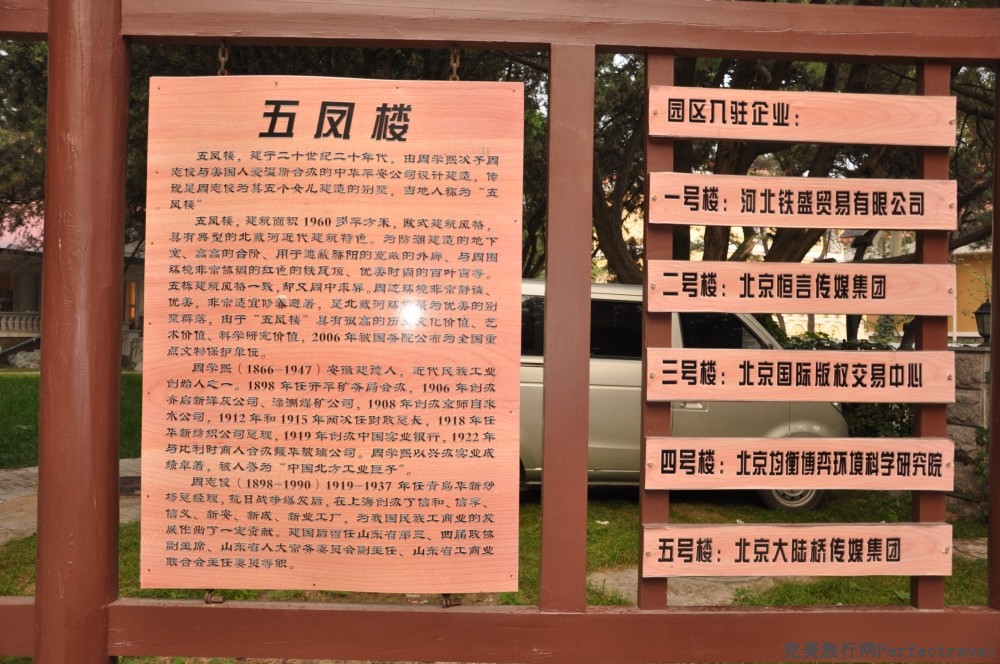 五凤楼
五凤楼，建于二十世纪二十年代，由周学熙次子周
志俊与美国人爱温斯合办的中华平安公司设计建造，传
说是周志俊为其五个女儿建造的别墅，当地人称为“五
凤楼”
五凤楼，建筑面积1960多平方米。欧式建筑风格，
具有典型的北戴河近代建筑特色。为防潮建造的地下
室、高高的台阶、用于遮蔽骄阳的宽敞的外廊、与周围
环境非常协调的红色的铁瓦顶、优美时尚的百叶窗等。
五栋建筑风格一致，却又同中求异。周边环境非常静谧、
优美，非常适宜修养避暑，是北戴河环境最为优美的别
墅群落。由于“五凤楼”具有很高的历史文化价值、艺
术价值、科学研究价值，2006年被国务院公布为全国重
点文物保护单位。
周学熙（1866-1947）安徽建德人，近代民族工业
创始人之一。1898年任开平矿务局会办，1906年创办
唐启新洋灰公司、滦洲煤矿公司，1908年创办京师自来
水公司，1912年和1915年两次任财政总长，1918年任
华新纺织公司总理，1919年创办中国实业银行，1922年
与比利时商人合办耀华玻璃公司。周学熙以兴办实业成
绩卓著，被人誉为“中国北方工业巨子”。
周志俊（1898-1990）1919-1937年任青岛华新纱
场总经理，抗日战争爆发后，在上海创办了信和、信孚、
信义、新安、新成、新业工厂，为我国民族工商业的发
展作出了一定贡献。建国后曾任山东省第三、四届政协
副主席、山东省人大常务委员会副主任、山东省工商业
联合会主任委员等职。
园区入驻企业：
一号楼：河北铁盛贸易有限公司
二号楼：北京恒言传媒集团
三号楼：北京国际版权交易中心
四号楼：北京均衡博弈环境科学研究院
五号楼：北京大陆桥传媒集团
完美旅行网Perfectravel